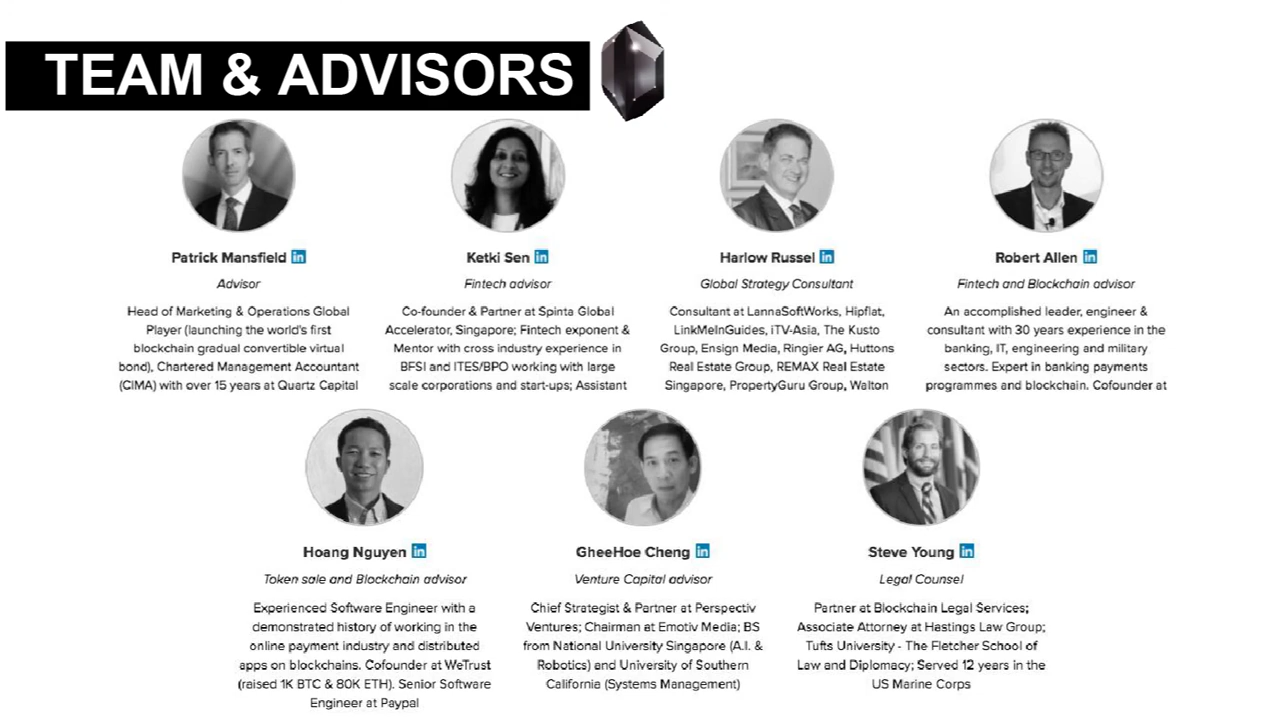 TEAM & ADVISORS
Patrick Mansfield in
Advisor
Head of Marketing & Operations Global
Player (launching the world's first
blockchain gradual convertible virtual
bond), Chartered Management Accountant
(CIMA) with over 15 years at Quartz Capital
Ketki Sen in
Fintech advisor
Co-founder & Partner at Spinta Global
Accelerator, Singapore; Fintech exponent &
Mentor with cross industry experience in
BFSI and ITES/BPO working with large
scale corporations and start-ups; Assistant
Harlow Russel in
Global Strategy Consultant
Consultant at LannaSoftWorks, Hipflat,
LinkMeInGuides, iTV-Asia, The Kusto
Group, Ensign Media, Ringier AG, Huttons
Real Estate Group, REMAX Real Estate
Singapore, PropertyGuru Group, Walton
Robert Allen in
Fintech and Blockchain advisor
An accomplished leader, engineer &
consultant with 30 years experience in the
banking, IT, engineering and military
sectors. Expert in banking payments
programmes and blockchain. Cofounder at
Hoang Nguyen in
Token sale and Blockchain advisor
Experienced Software Engineer with a
demonstrated history of working in the
online payment industry and distributed
apps on blockchains. Cofounder at WeTrust
(raised 1K BTC & 80K ETH). Senior Software
Engineer at Paypal
GheeHoe Cheng in
Venture Capital advisor
Chief Strategist & Partner at Perspectiv
Ventures; Chairman at Emotiv Media; BS
from National University Singapore (A.I. &
Robotics) and University of Southern
California (Systems Management)
Steve Young in
Legal Counsel
Partner at Blockchain Legal Services;
Associate Attorney at Hastings Law Group;
Tufts University - The Fletcher School of
Law and Diplomacy; Served 12 years in the
US Marine Corps